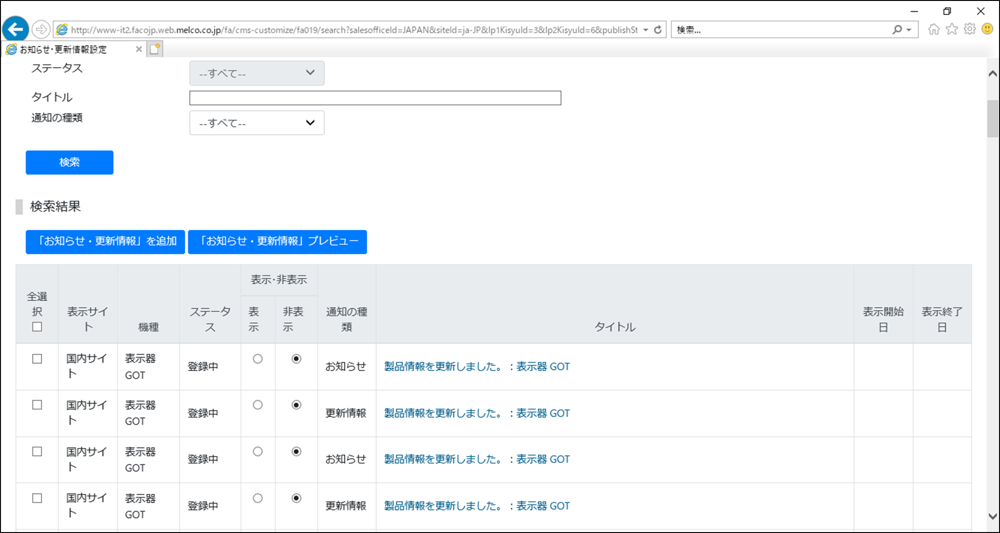 http://www-it2.facojp.web.melco.co.jp/fa/cms-customize/fa019/search?salesofficeId=JAPAN&siteId=ja-JP&lp1KisyuId=3&lp2KisyuId=6&publishSt
検索...
お知らせ・更新情報設定
ステータス
--すべて--
タイトル
通知の種類
--すべて--
検索
検索結果
「お知らせ・更新情報」を追加
「お知らせ・更新情報」プレビュー
全選
択
表示サイ
ト
機種
ステータ
ス
表示・非表示
表
示
非表
示
通知の種
類
タイトル
表示開始
日
表示終了
日
国内サイ
ト
表示器
GOT
登録中
お知らせ
製品情報を更新しました。：表示器 GOT
国内サイ
ト
表示器
GOT
登録中
更新情報
製品情報を更新しました。：表示器 GOT
国内サイ
ト
表示器
GOT
登録中
お知らせ
製品情報を更新しました。：表示器 GOT
国内サイ
ト
表示器
GOT
登録中
更新情報
製品情報を更新しました。：表示器 GOT